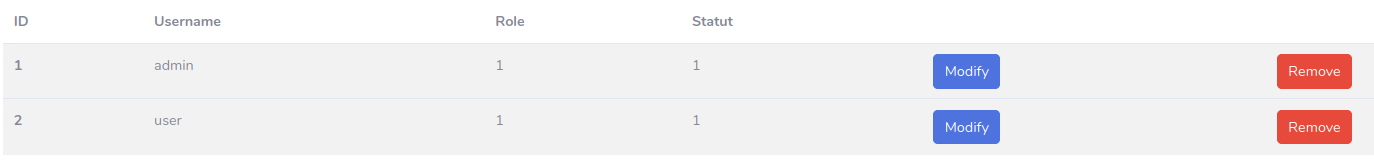 ID Username Role Statut
1 admin 1 1 Modify Remove
2 user 1 1 Modify Remove